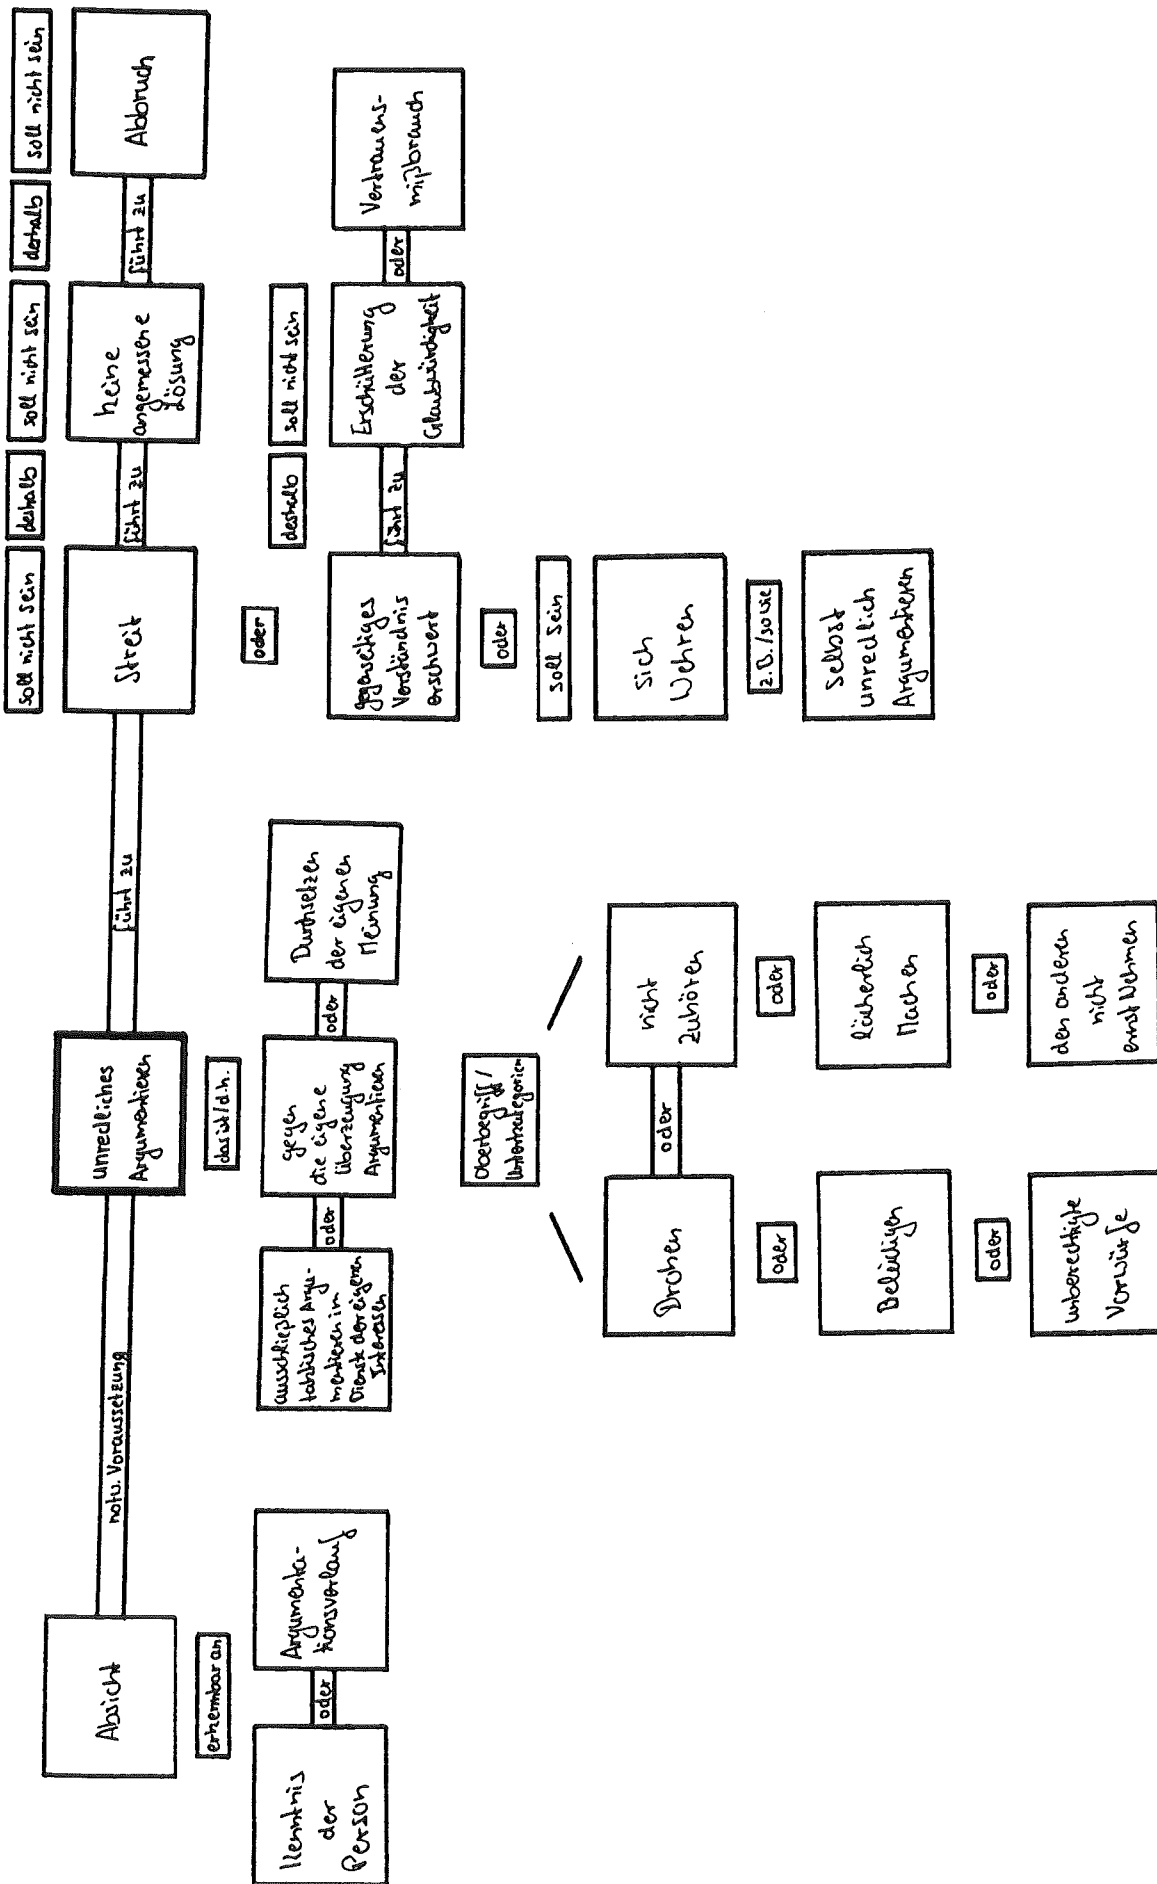 soll nicht sein
deshalb
soll nicht sein
deshalb
soll nicht sein
Absicht
notw. Voraussetzung
unredliches
Argumentieren
führt zu
Streit
führt zu
keine
angemessene
Lösung
führt zu
Abbruch
erkennbar an
das ist/d.h.
oder
deshalb
soll nicht sein
Kenntnis
der
Person
oder
Argumenta-
tionsverlauf
ausschließlich
taktisches Argu-
mentieren im
Dienste der eigenen
Interessen
oder
gegen
die eigene
Überzeugung
Argumentieren
oder
Durchsetzen
der eigenen
Meinung
gegenseitiges
Verständnis
erschwert
führt zu
Erschütterung
der
Glaubwürdigkeit
oder
Vertrauens-
mißbrauch
Oberbegriff/
Unterkategorien
oder
soll sein
Drohen
oder
nicht
zuhören
Sich
Wehren
oder
oder
z.B./sowie
Beleidigen
lächerlich
Machen
Selbst
unredlich
Argumentieren
oder
oder
unberechtigte
Vorwürfe
den anderen
nicht
ernst Nehmen